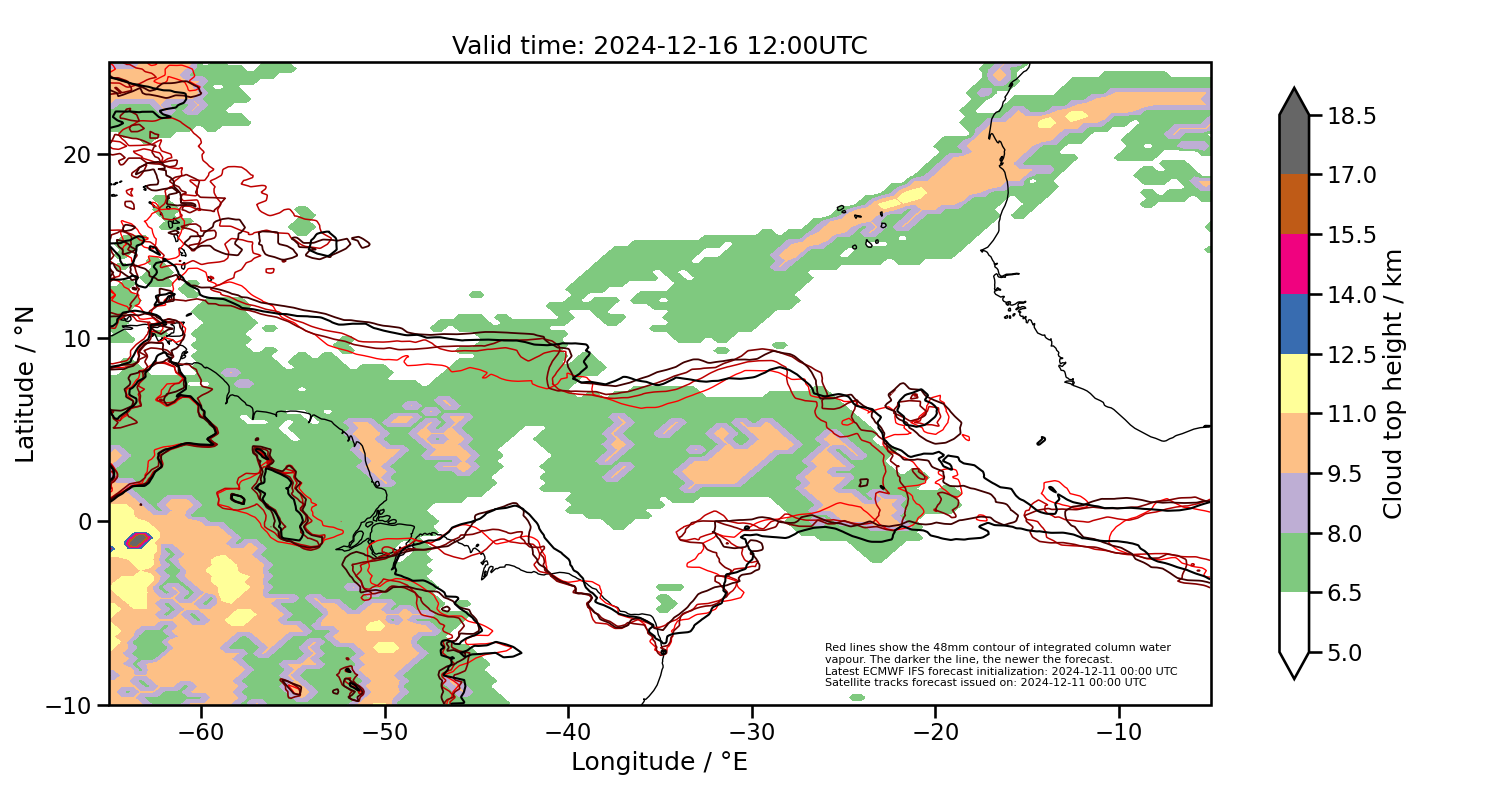 Valid time: 2024-12-16 12:00UTC
Latitude / °N
20
10
0
−10
−60
−50
−40
−30
−20
−10
Longitude / °E
Red lines show the 48mm contour of integrated column water
vapour. The darker the line, the newer the forecast.
Latest ECMWF IFS forecast initialization: 2024-12-11 00:00 UTC
Satellite tracks forecast issued on: 2024-12-11 00:00 UTC
18.5
17.0
15.5
14.0
12.5
11.0
9.5
8.0
6.5
5.0
Cloud top height / km